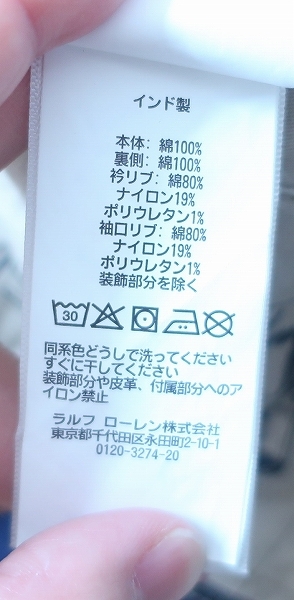 インド製
本体: 綿100%
裏側: 綿100%
衿リブ: 綿80%
ナイロン19%
ポリウレタン1%
袖口リブ: 綿80%
ナイロン19%
ポリウレタン1%
装飾部分を除く
30
同系色どうしで洗ってください
すぐに干してください
装飾部分や皮革、付属部分へのア
イロン禁止
ラルフ ローレン株式会社
東京都千代田区永田町2-10-1
0120-3274-20